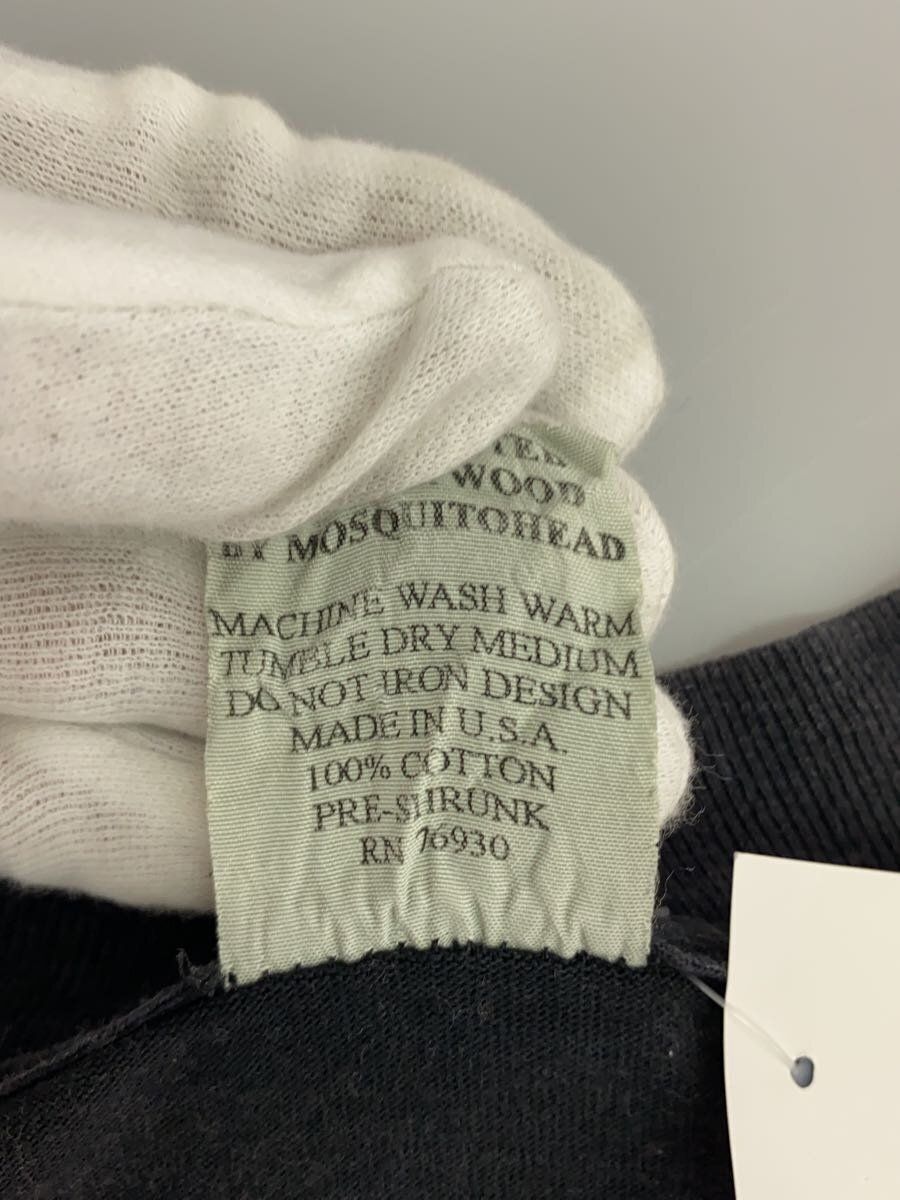 WOOD
BY MOSQUITOHEAD
MACHINE WASH WARM
TUMBLE DRY MEDIUM
DO NOT IRON DESIGN
MADE IN U.S.A.
100% COTTON
PRE-SHRUNK
RN 76930